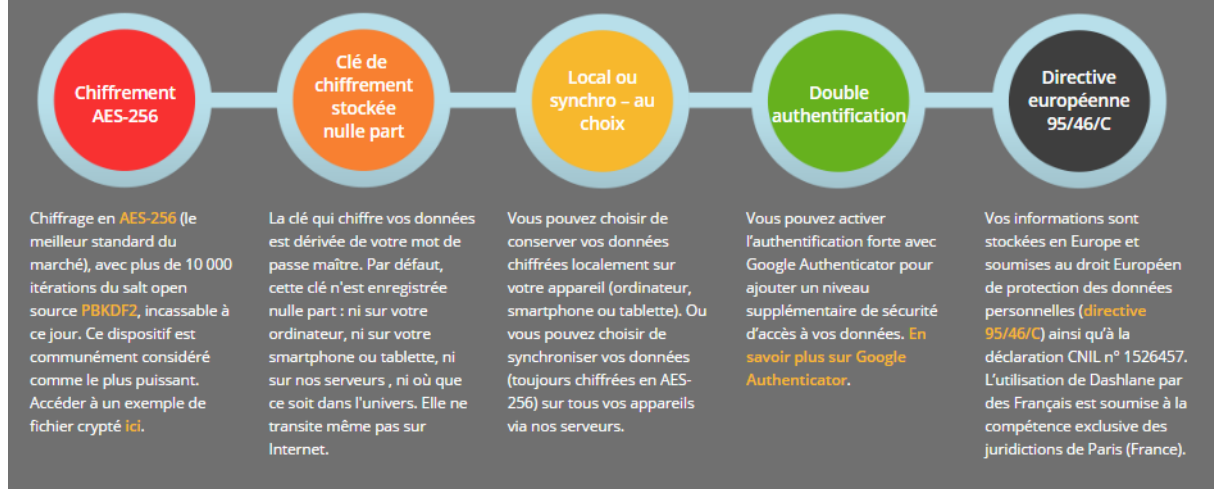 Chiffrement
AES-256
Clé de
chiffrement
stockée
nulle part
Local ou
synchro – au
choix
Double
authentification
Directive
européenne
95/46/C
Chiffrage en AES-256 (le
meilleur standard du
marché), avec plus de 10 000
itérations du salt open
source PBKDF2, incassable à
ce jour. Ce dispositif est
communément considéré
comme le plus puissant.
Accéder à un exemple de
fichier crypté ici.
La clé qui chiffre vos données
est dérivée de votre mot de
passe maître. Par défaut,
cette clé n'est enregistrée
nulle part : ni sur votre
ordinateur, ni sur votre
smartphone ou tablette, ni
sur nos serveurs , ni où que
ce soit dans l'univers. Elle ne
transite même pas sur
Internet.
Vous pouvez choisir de
conserver vos données
chiffrées localement sur
votre appareil (ordinateur,
smartphone ou tablette). Ou
vous pouvez choisir de
synchroniser vos données
(toujours chiffrées en AES-
256) sur tous vos appareils
via nos serveurs.
Vous pouvez activer
l’authentification forte avec
Google Authenticator pour
ajouter un niveau
supplémentaire de sécurité
d’accès à vos données. En
savoir plus sur Google
Authenticator.
Vos informations sont
stockées en Europe et
soumises au droit Européen
de protection des données
personnelles (directive
95/46/C) ainsi qu’à la
déclaration CNIL n° 1526457.
L’utilisation de Dashlane par
des Français est soumise à la
compétence exclusive des
juridictions de Paris (France).